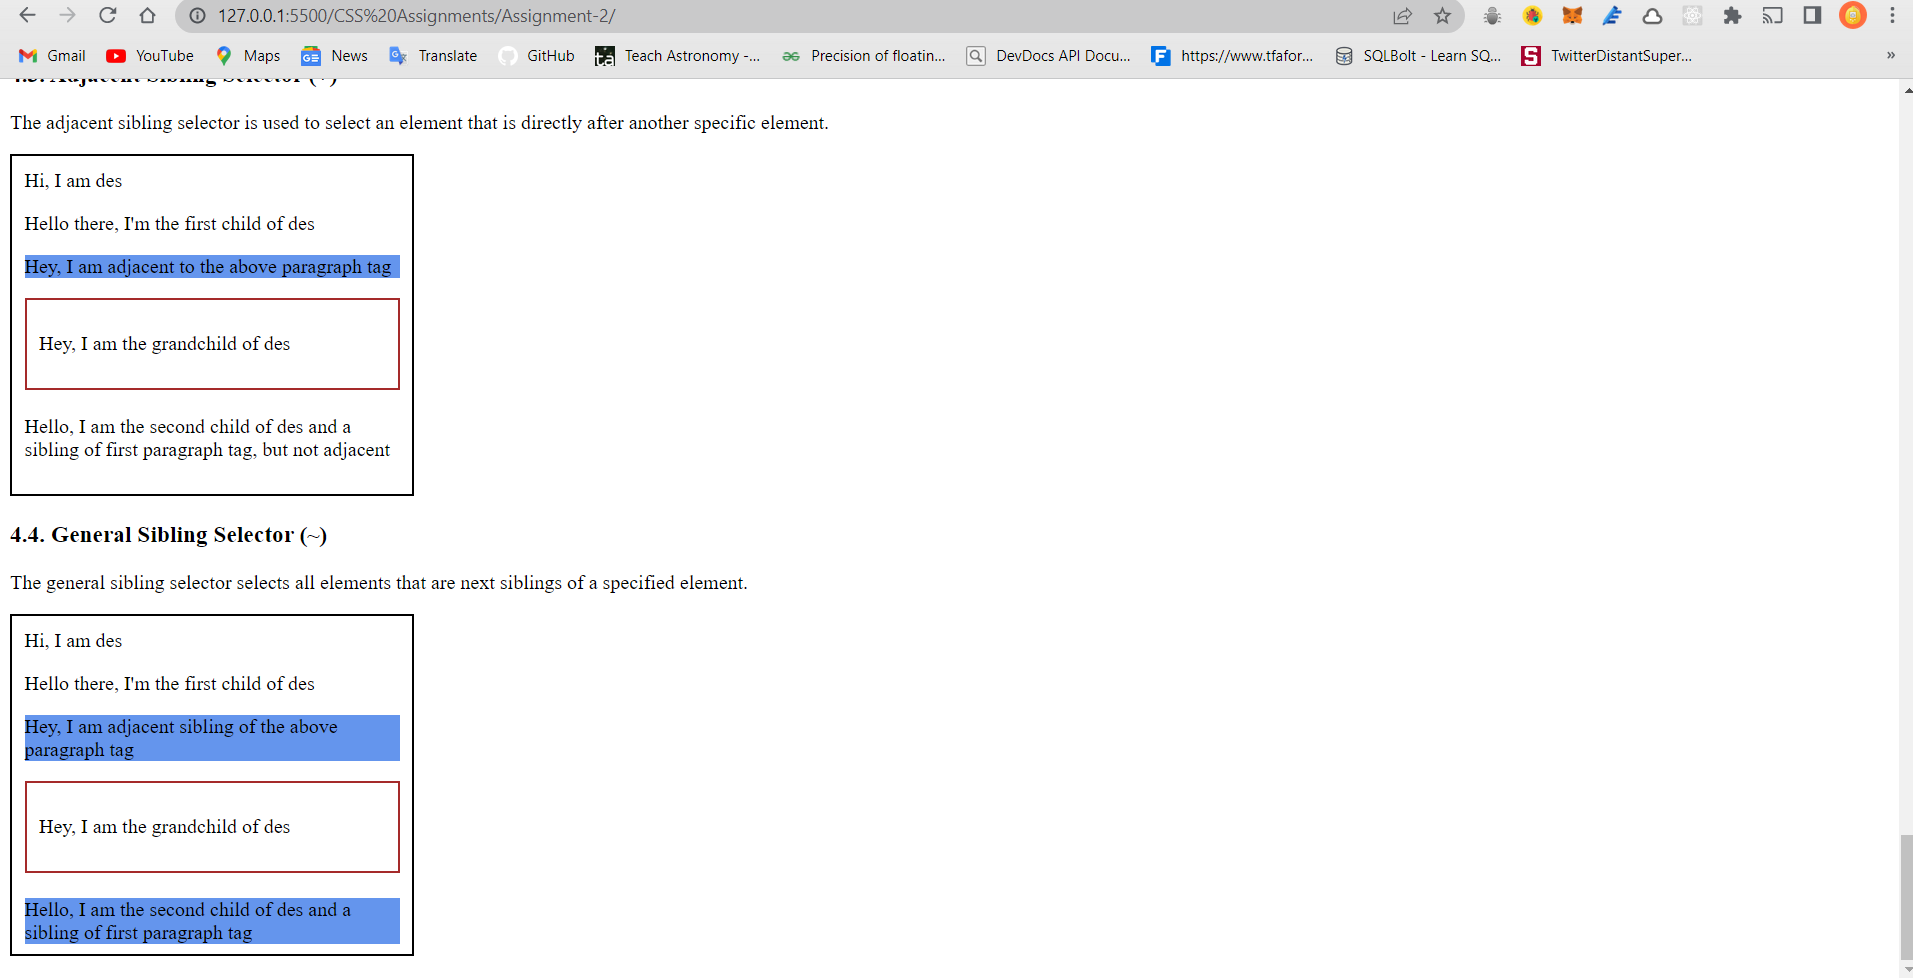 127.0.0.1:5500/CSS%20Assignments/Assignment-2/
Gmail YouTube Maps News Translate GitHub Teach Astronomy -... Precision of floatin... DevDocs API Docu... https://www.tfafor... SQLBolt - Learn SQ... TwitterDistantSuper... »
4.3. Adjacent Sibling Selector (+)
The adjacent sibling selector is used to select an element that is directly after another specific element.
Hi, I am des
Hello there, I'm the first child of des
Hey, I am adjacent to the above paragraph tag
Hey, I am the grandchild of des
Hello, I am the second child of des and a
sibling of first paragraph tag, but not adjacent
4.4. General Sibling Selector (~)
The general sibling selector selects all elements that are next siblings of a specified element.
Hi, I am des
Hello there, I'm the first child of des
Hey, I am adjacent sibling of the above
paragraph tag
Hey, I am the grandchild of des
Hello, I am the second child of des and a
sibling of first paragraph tag